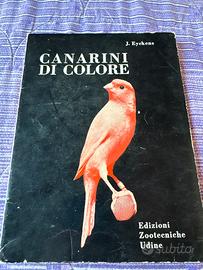 J. Eyckens
CANARINI
DI COLORE
Edizioni
Zootecniche
Udine
subito